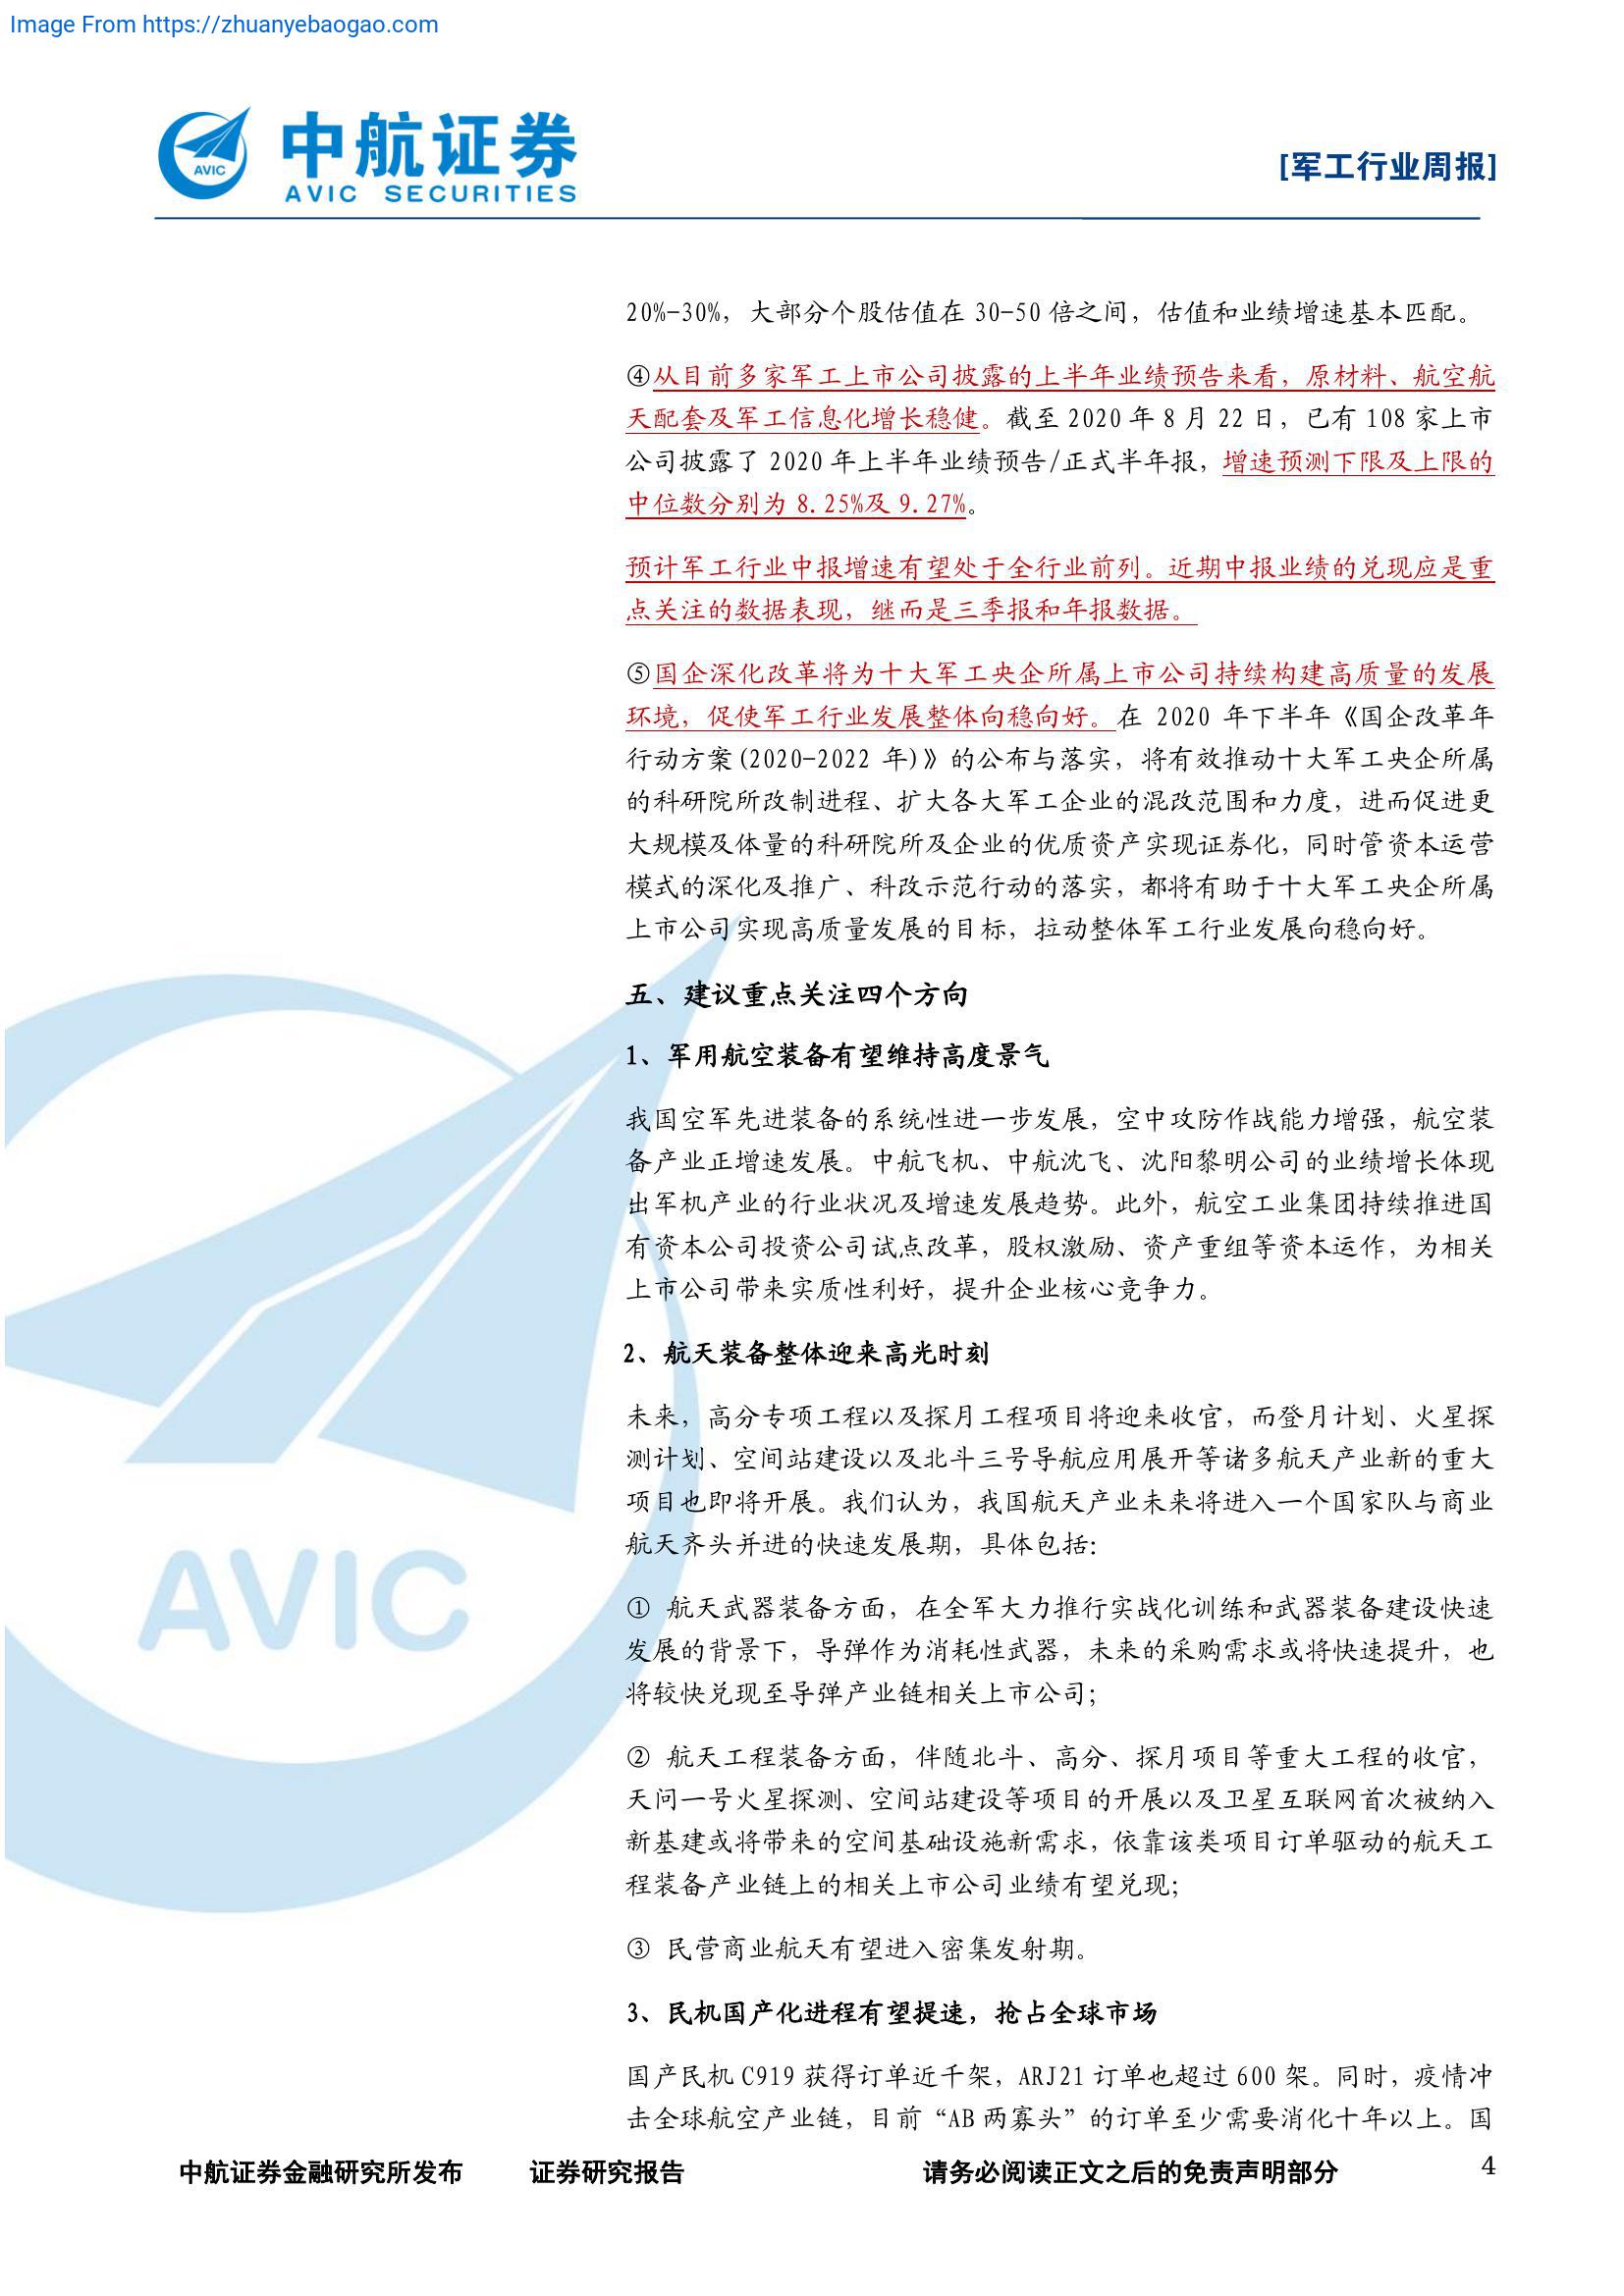 Image From https://zhuanyebaogao.com
AVIC
中航证券
AVIC SECURITIES
[军工行业周报]
20%-30%，大部分个股估值在 30-50 倍之间，估值和业绩增速基本匹配。
④从目前多家军工上市公司披露的上半年业绩预告来看，原材料、航空航
天配套及军工信息化增长稳健。截至 2020 年 8 月 22 日，已有 108 家上市
公司披露了 2020 年上半年业绩预告/正式半年报，增速预测下限及上限的
中位数分别为 8.25%及 9.27%。
预计军工行业中报增速有望处于全行业前列。近期中报业绩的兑现应是重
点关注的数据表现，继而是三季报和年报数据。
⑤国企深化改革将为十大军工央企所属上市公司持续构建高质量的发展
环境，促使军工行业发展整体向稳向好。在 2020 年下半年《国企改革年
行动方案(2020-2022 年)》的公布与落实，将有效推动十大军工央企所属
的科研院所改制进程、扩大各大军工企业的混改范围和力度，进而促进更
大规模及体量的科研院所及企业的优质资产实现证券化，同时管资本运营
模式的深化及推广、科改示范行动的落实，都将有助于十大军工央企所属
上市公司实现高质量发展的目标，拉动整体军工行业发展向稳向好。
五、建议重点关注四个方向
1、军用航空装备有望维持高度景气
我国空军先进装备的系统性进一步发展，空中攻防作战能力增强，航空装
备产业正增速发展。中航飞机、中航沈飞、沈阳黎明公司的业绩增长体现
出军机产业的行业状况及增速发展趋势。此外，航空工业集团持续推进国
有资本公司投资公司试点改革，股权激励、资产重组等资本运作，为相关
上市公司带来实质性利好，提升企业核心竞争力。
2、航天装备整体迎来高光时刻
未来，高分专项工程以及探月工程项目将迎来收官，而登月计划、火星探
测计划、空间站建设以及北斗三号导航应用展开等诸多航天产业新的重大
项目也即将开展。我们认为，我国航天产业未来将进入一个国家队与商业
航天齐头并进的快速发展期，具体包括：
① 航天武器装备方面，在全军大力推行实战化训练和武器装备建设快速
发展的背景下，导弹作为消耗性武器，未来的采购需求或将快速提升，也
将较快兑现至导弹产业链相关上市公司；
② 航天工程装备方面，伴随北斗、高分、探月项目等重大工程的收官，
天问一号火星探测、空间站建设等项目的开展以及卫星互联网首次被纳入
新基建或将带来的空间基础设施新需求，依靠该类项目订单驱动的航天工
程装备产业链上的相关上市公司业绩有望兑现；
③ 民营商业航天有望进入密集发射期。
3、民机国产化进程有望提速，抢占全球市场
国产民机 C919 获得订单近千架，ARJ21 订单也超过 600 架。同时，疫情冲
击全球航空产业链，目前“AB 两寡头”的订单至少需要消化十年以上。国
AVIC
中航证券金融研究所发布 证券研究报告 请务必阅读正文之后的免责声明部分 4